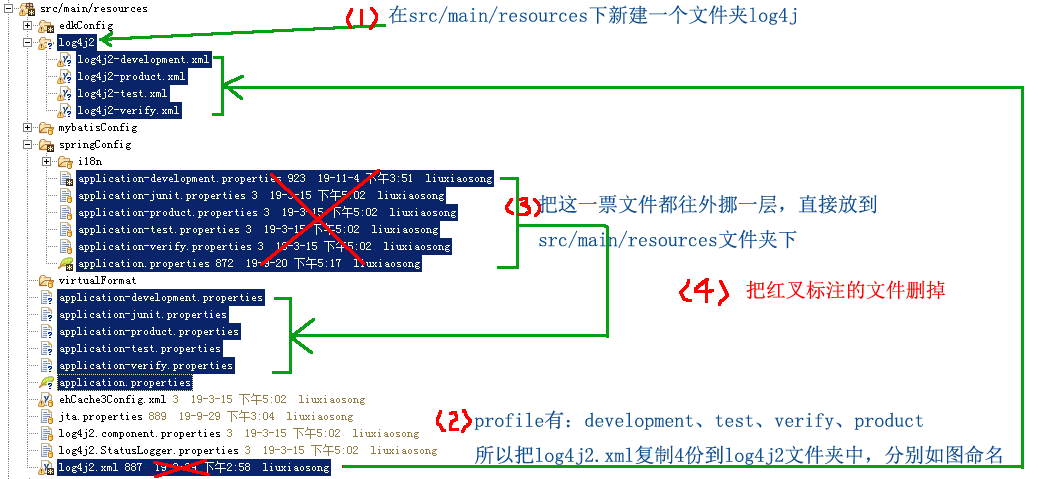 src/main/resources
(1) 在src/main/resources下新建一个文件夹log4j
edkConfig
log4j2
log4j2-development.xml
log4j2-product.xml
log4j2-test.xml
log4j2-verify.xml
mybatisConfig
springConfig
i18n
application-development.properties 923 19-11-4 下午3:51 liuxiaosong
application-junit.properties 3 19-3-15 下午5:02 liuxiaosong
application-product.properties 3 19-3-15 下午5:02 liuxiaosong
application-test.properties 3 19-3-15 下午5:02 liuxiaosong
application-verify.properties 3 19-3-15 下午5:02 liuxiaosong
application.properties 872 19-9-20 下午5:17 liuxiaosong
(3) 把这一票文件都往外挪一层，直接放到
src/main/resources文件夹下
(4) 把红叉标注的文件删掉
virtualFormat
application-development.properties
application-junit.properties
application-product.properties
application-test.properties
application-verify.properties
application.properties
ehCache3Config.xml 3 19-3-15 下午5:02 liuxiaosong
jta.properties 889 19-9-29 下午3:04 liuxiaosong
log4j2.component.properties 3 19-3-15 下午5:02 liuxiaosong
log4j2.StatusLogger.properties 3 19-3-15 下午5:02 liuxiaosong
log4j2.xml 887 下午2:58 liuxiaosong
(2) profile有：development、test、verify、product
所以把log4j2.xml复制4份到log4j2文件夹中，分别如图命名